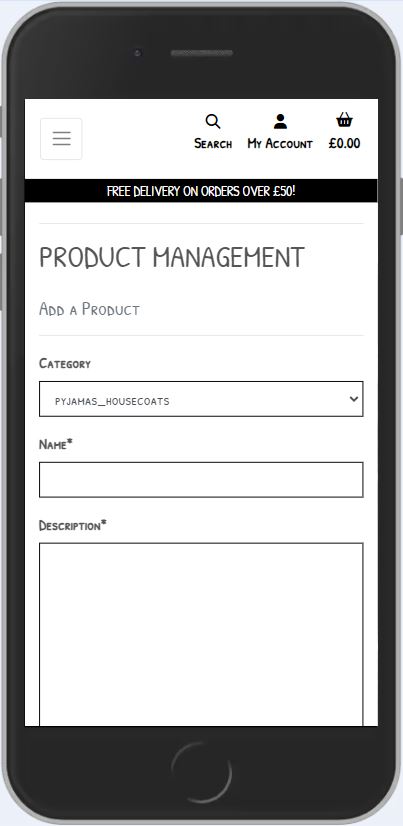 Search My Account £0.00
FREE DELIVERY ON ORDERS OVER £50!
PRODUCT MANAGEMENT
Add a Product
Category
pyjamas_housecoats
Name*
Description*